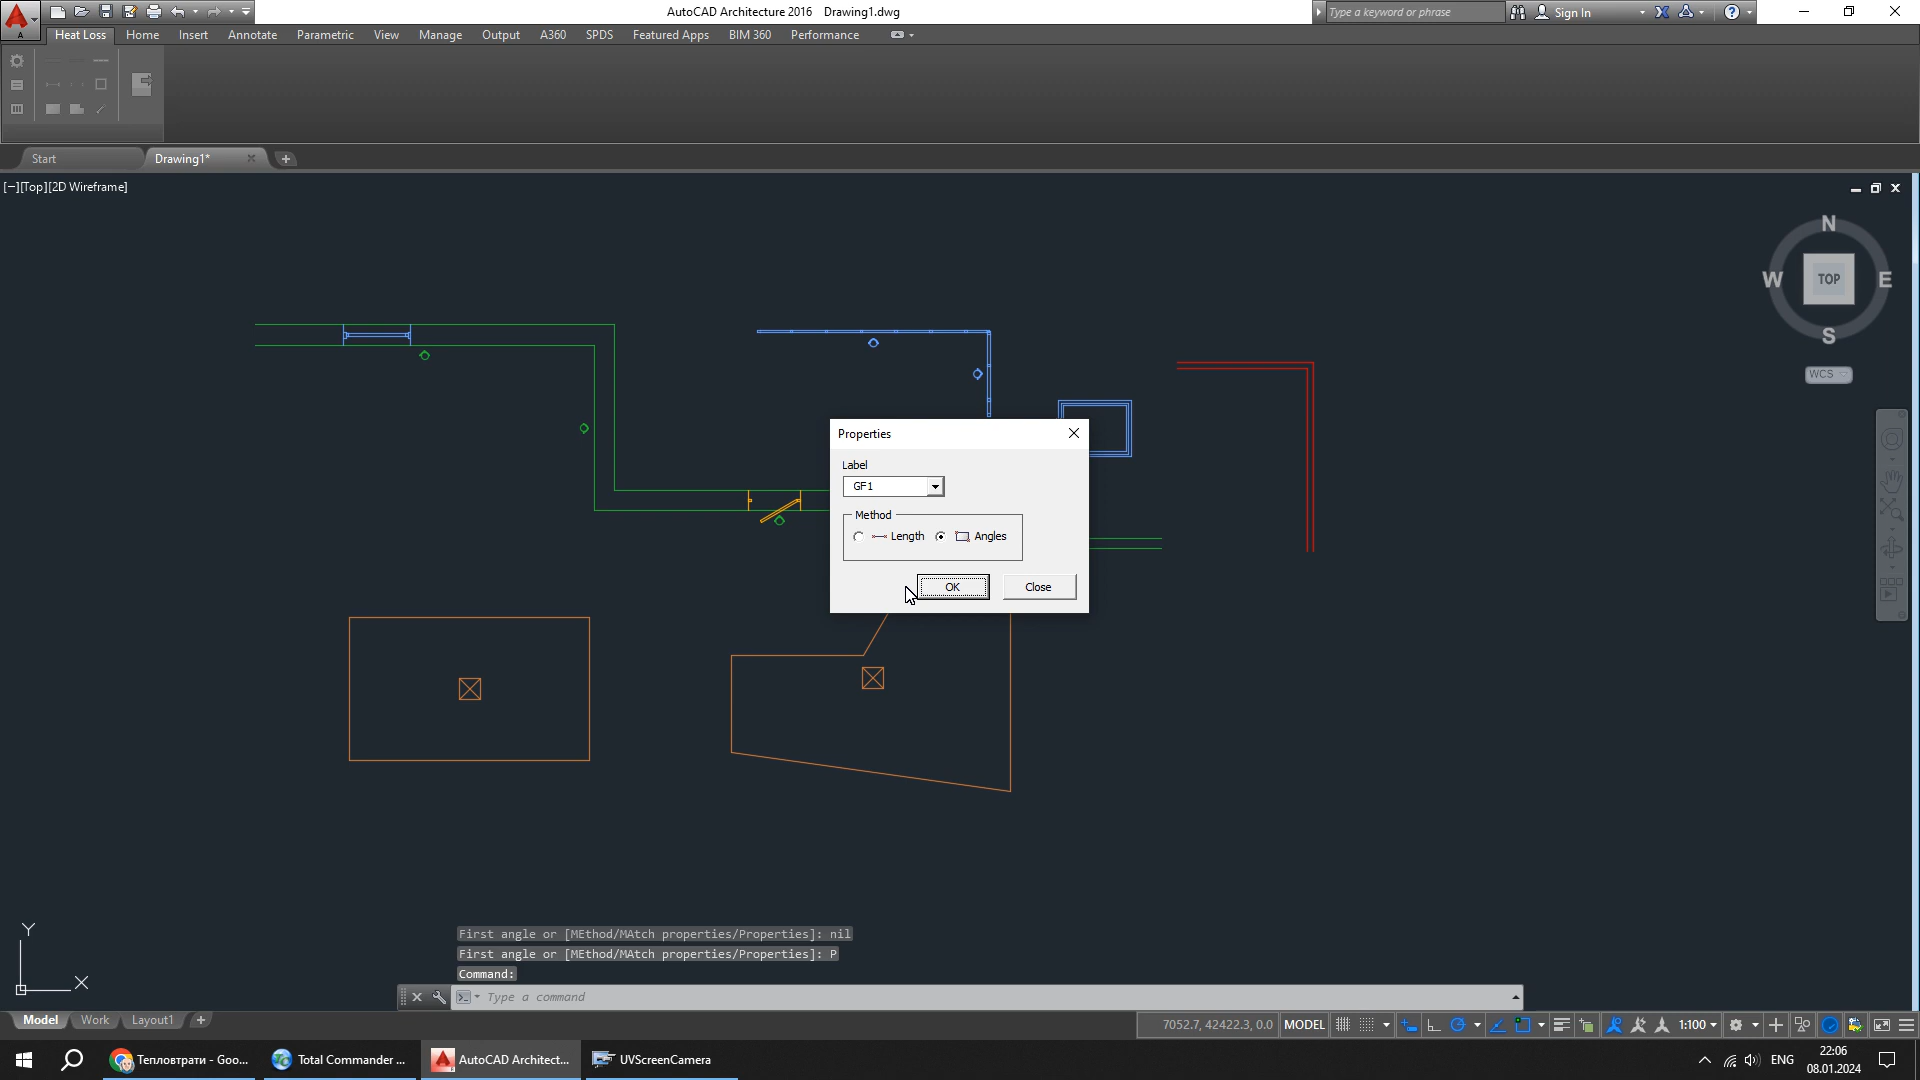 AutoCAD Architecture 2016 Drawing1.dwg
Type a keyword or phrase
Sign In
A
Heat Loss Home Insert Annotate Parametric View Manage Output A360 SPDS Featured Apps BIM 360 Performance
Start
Drawing1*
[−][Top][2D Wireframe]
N
W
TOP
E
S
WCS
Properties
Label
GF1
Method
Length
Angles
OK
Close
Y
X
First angle or [MEthod/MAtch properties/Properties]: nil
First angle or [MEthod/MAtch properties/Properties]: P
Command:
Type a command
Model Work Layout1
7052.7, 42422.3, 0.0 MODEL
1:100
Тепловтрати - Goo...
Total Commander ...
AutoCAD Architect...
UVScreenCamera
ENG
22:06
08.01.2024